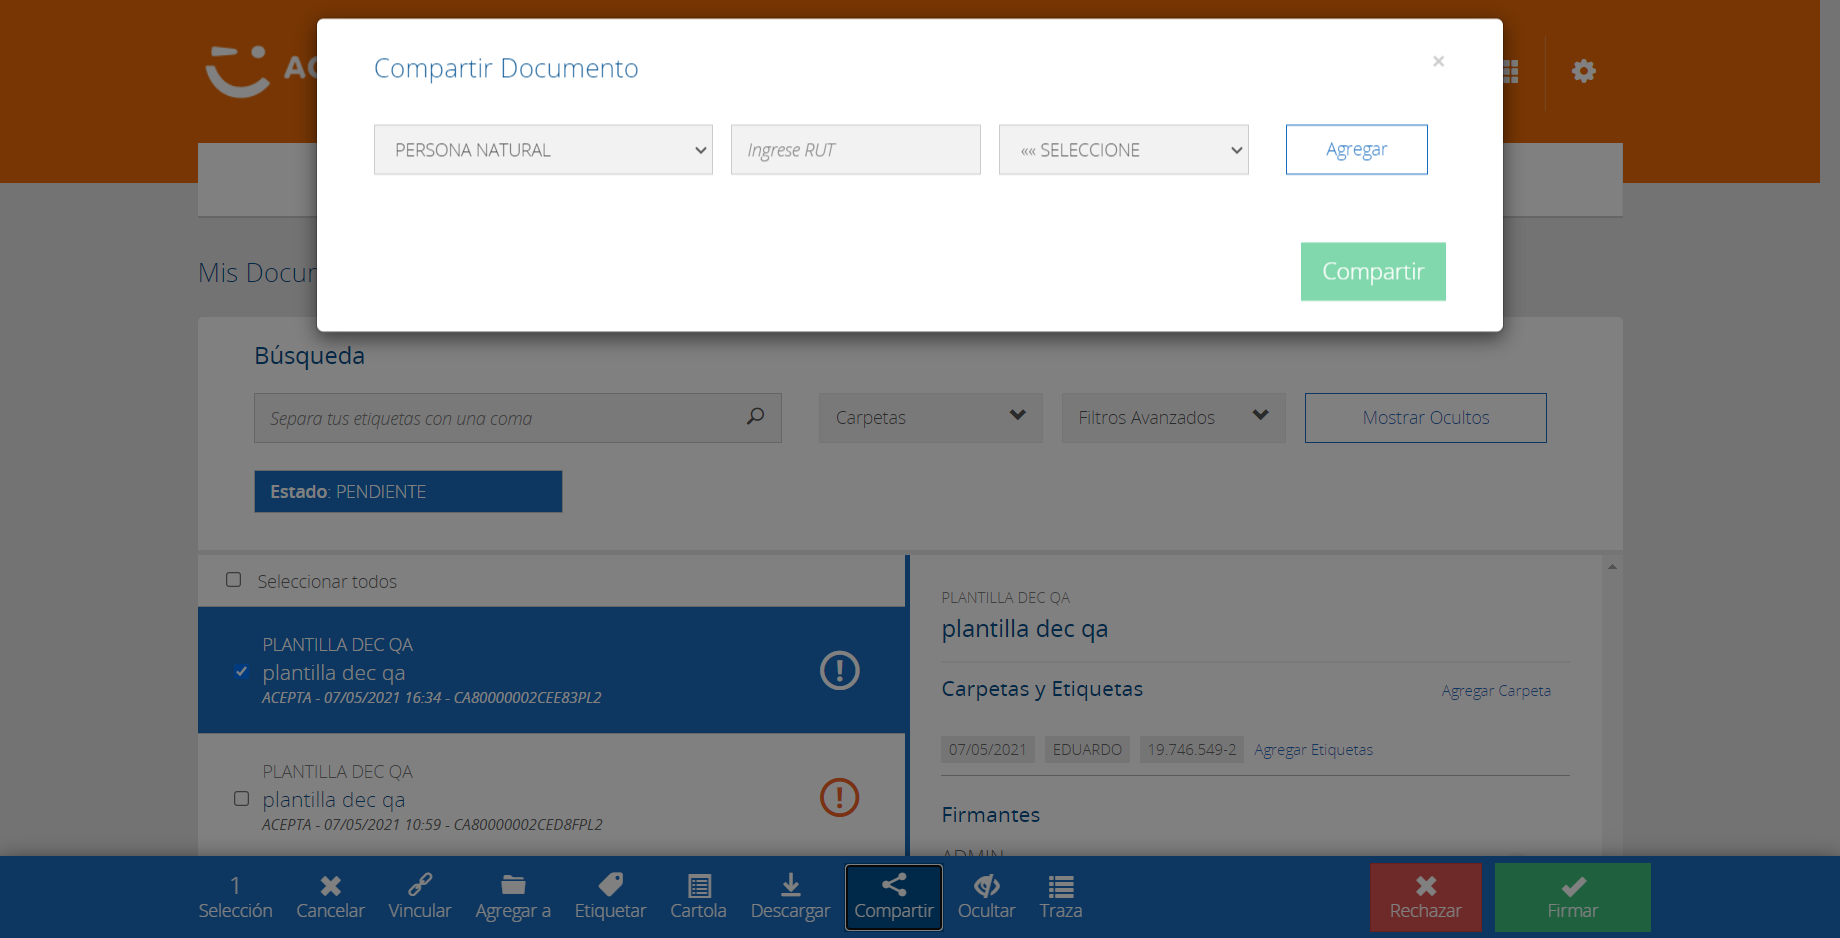 Compartir Documento
×
PERSONA NATURAL
Ingrese RUT
«« SELECCIONE
Agregar
Compartir
Búsqueda
Separa tus etiquetas con una coma
Carpetas
Filtros Avanzados
Mostrar Ocultos
Estado: PENDIENTE
Seleccionar todos
PLANTILLA DEC QA
plantilla dec qa
ACEPTA - 07/05/2021 16:34 - CA80000002CEE83PL2
PLANTILLA DEC QA
plantilla dec qa
ACEPTA - 07/05/2021 10:59 - CA80000002CED8FPL2
PLANTILLA DEC QA
plantilla dec qa
Carpetas y Etiquetas
Agregar Carpeta
07/05/2021
EDUARDO
19.746.549-2
Agregar Etiquetas
Firmantes
ADMIN
1
Selección
Cancelar
Vincular
Agregar a
Etiquetar
Cartola
Descargar
Compartir
Ocultar
Traza
Rechazar
Firmar